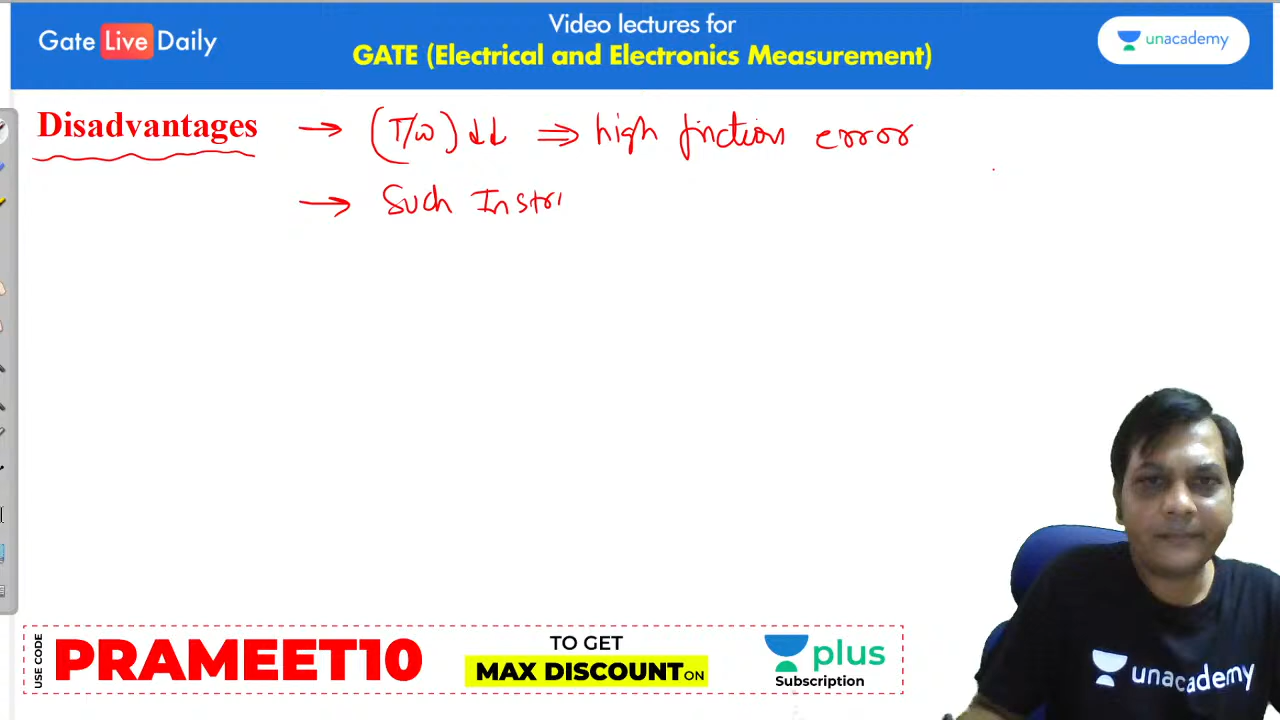 Gate Live Daily
Video lectures for
GATE (Electrical and Electronics Measurement)
unacademy
Disadvantages → (T/ω) ↓↓ ⇒ high friction error
→ Such Instr
unacademy
USE CODE
PRAMEET10
TO GET
MAX DISCOUNT ON
plus
Subscription